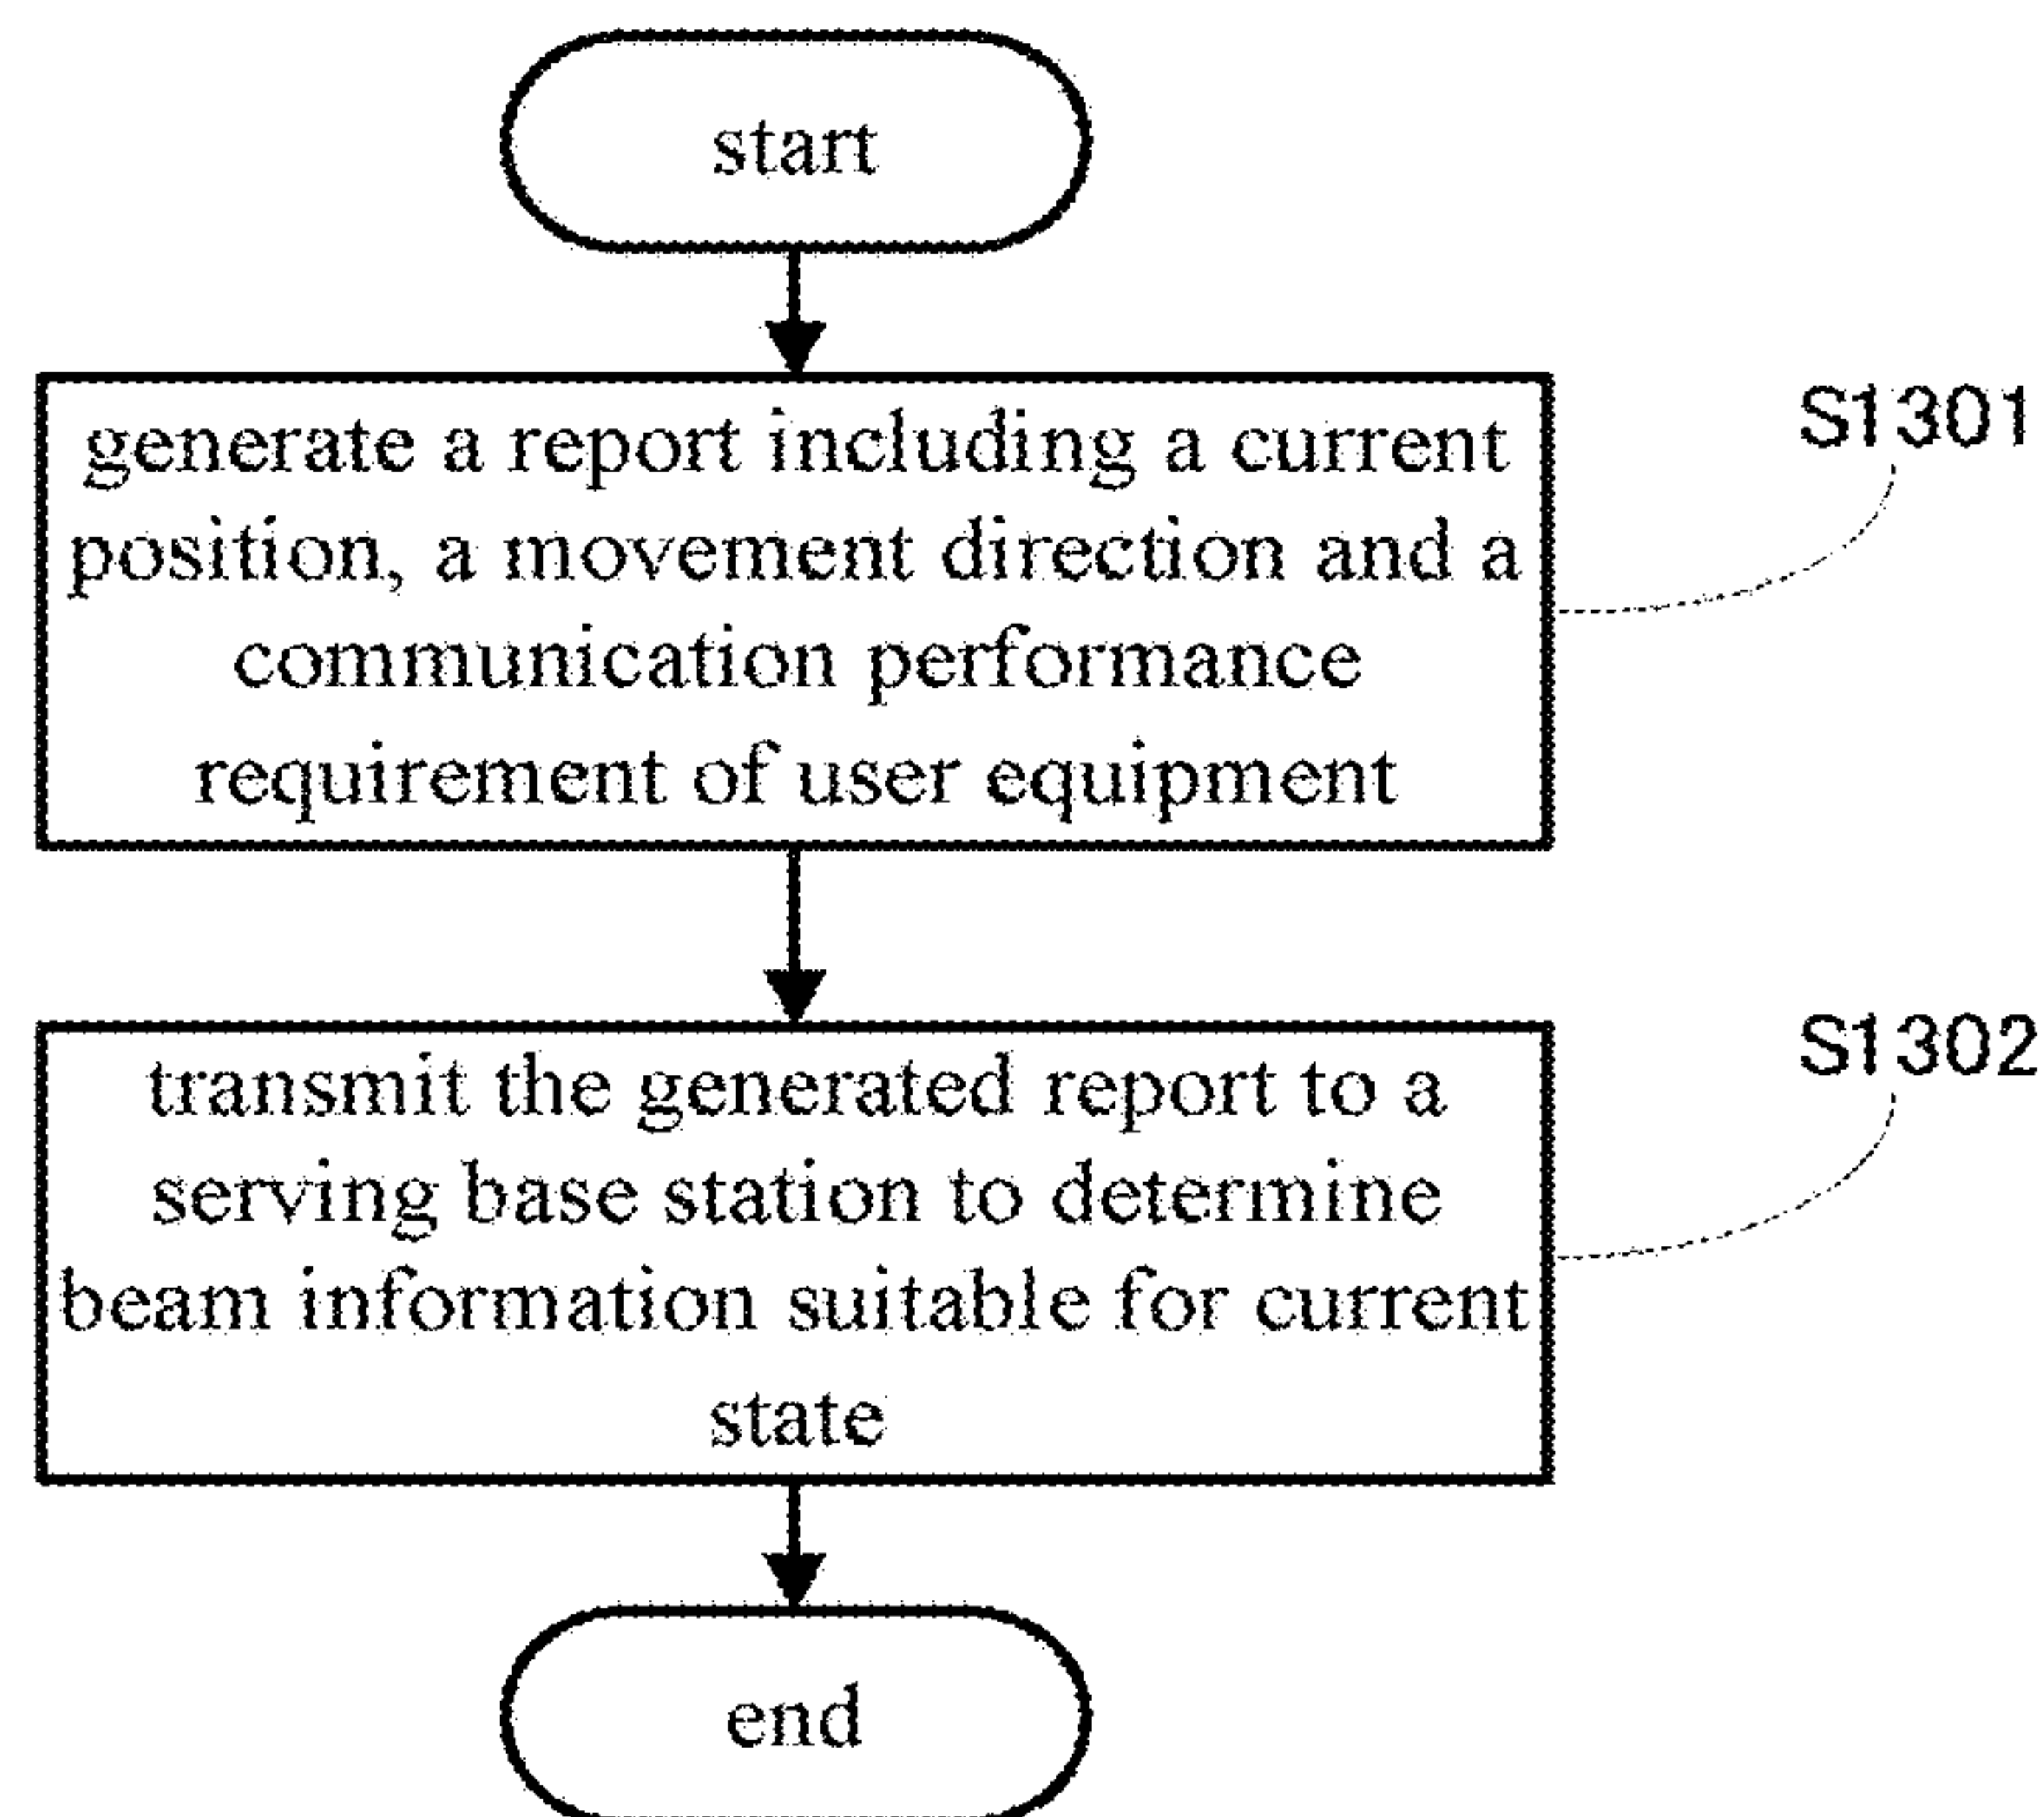 start
generate a report including a current
position, a movement direction and a
communication performance
requirement of user equipment
S1301
transmit the generated report to a
serving base station to determine
beam information suitable for current
state
S1302
end